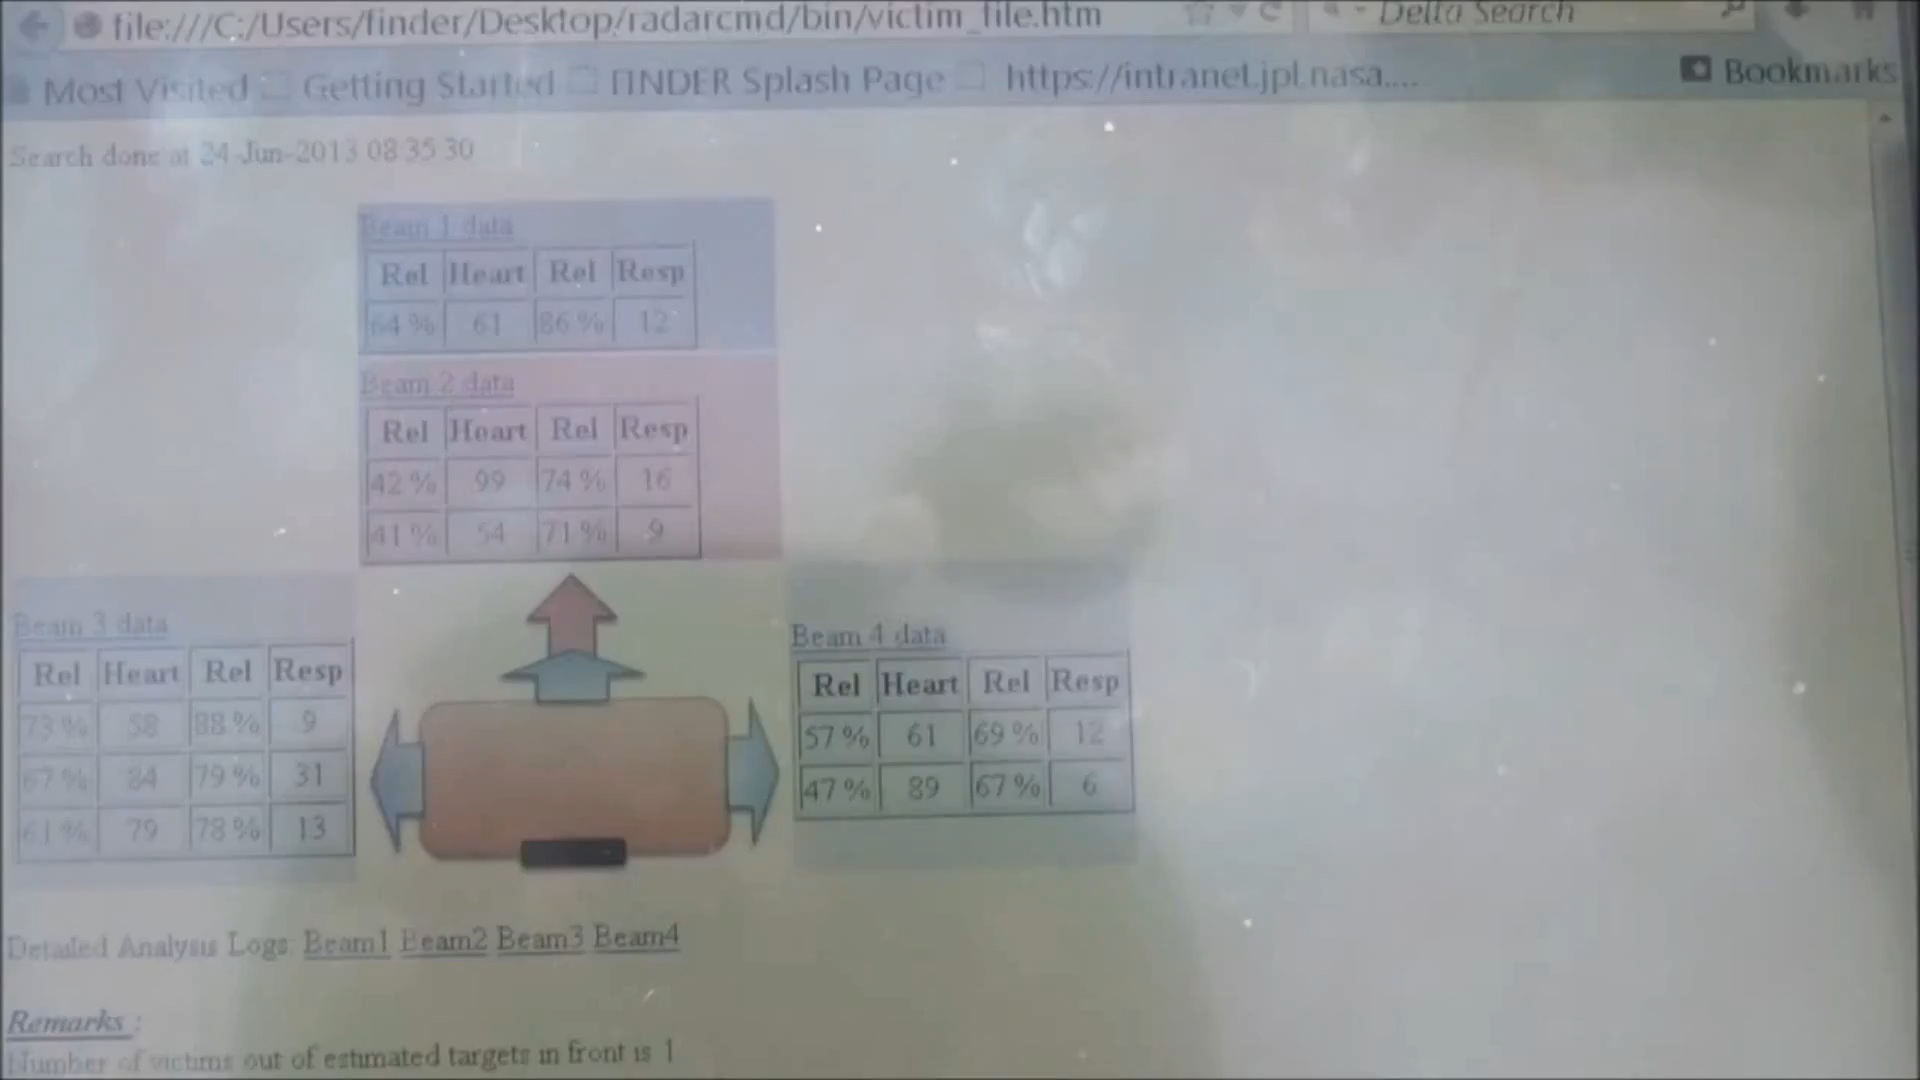 file:///C:/Users/finder/Desktop/radarcmd/bin/victim_file.htm Delta Search
Most Visited Getting Started FINDER Splash Page https://intranet.jpl.nasa.... Bookmarks
Search done at 24-Jun-2013 08 35 30
Beam 1 data
Rel Heart Rel Resp
64 % 61 86 % 12
Beam 2 data
Rel Heart Rel Resp
42 % 99 74 % 16
41 % 54 71 % 9
Beam 3 data
Rel Heart Rel Resp
73 % 58 88 % 9
67 % 84 79 % 31
61 % 79 78 % 13
Beam 4 data
Rel Heart Rel Resp
57 % 61 69 % 12
47 % 89 67 % 6
Detailed Analysis Logs Beam1 Beam2 Beam3 Beam4
Remarks :
Number of victims out of estimated targets in front is 1